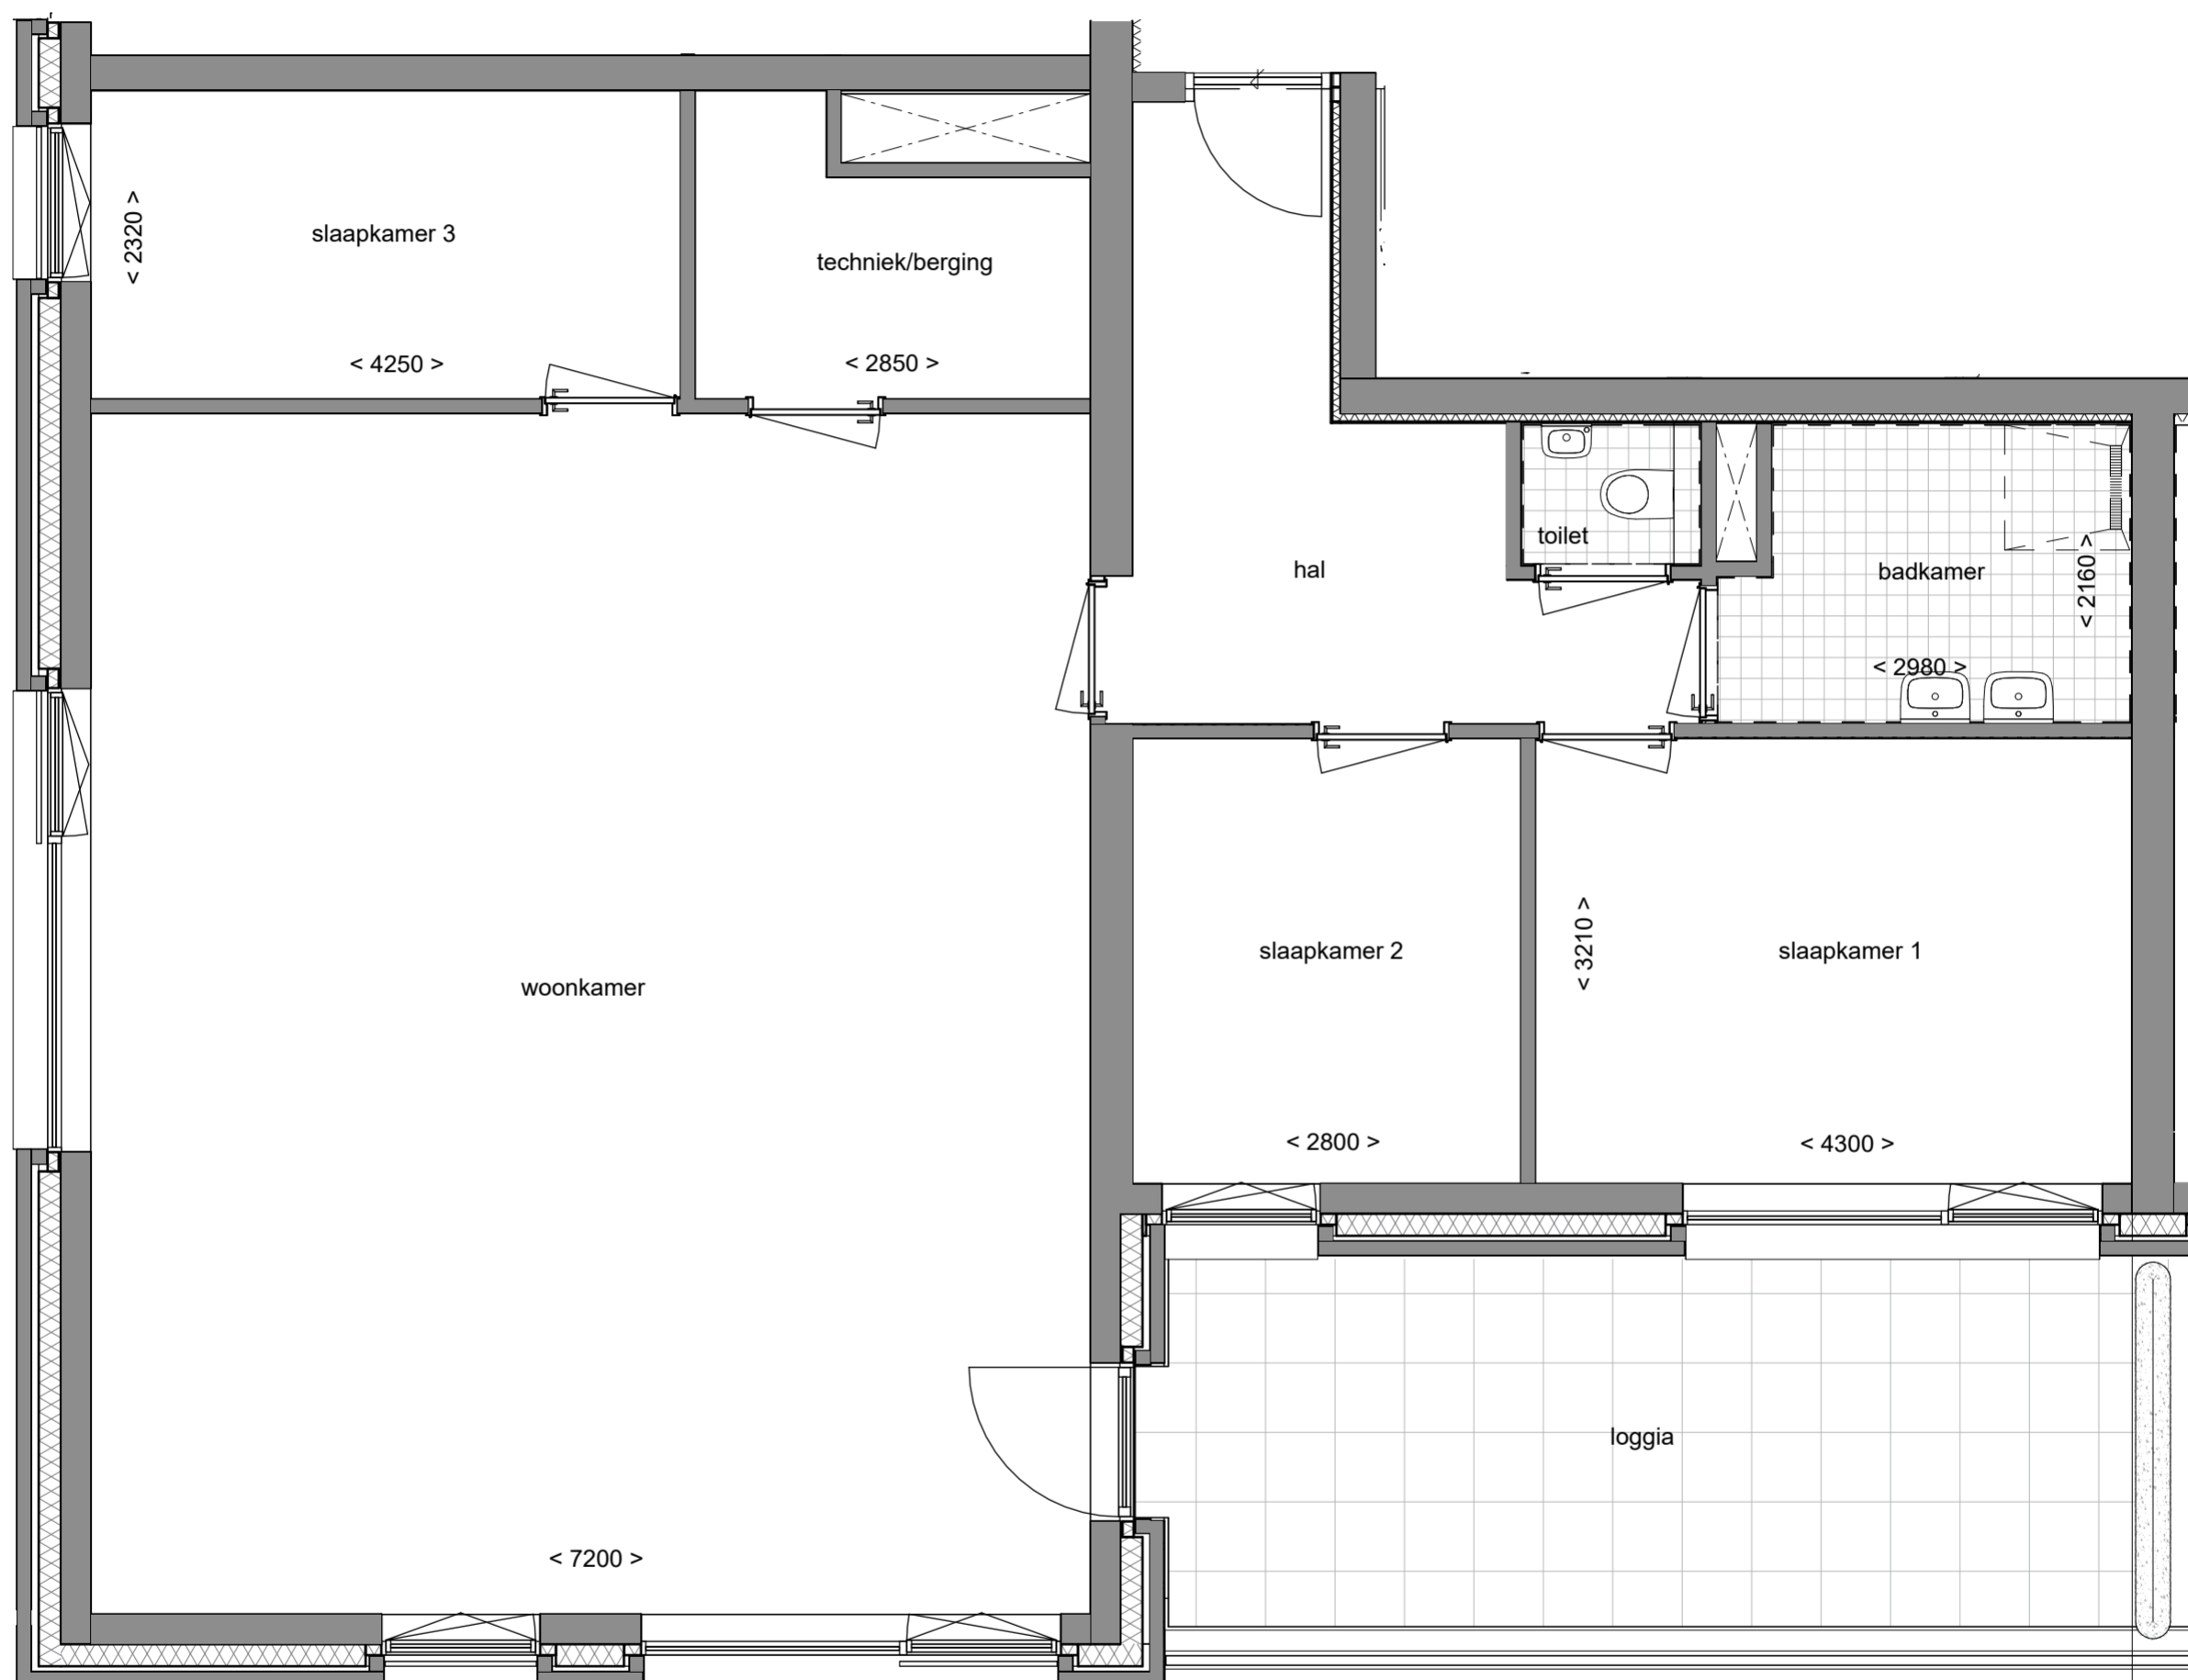 slaapkamer 3
< 2320 >
techniek/berging
< 4250 >
< 2850 >
toilet
hal
badkamer
< 2160 >
< 2980 >
slaapkamer 2
< 3210 >
slaapkamer 1
woonkamer
< 2800 >
< 4300 >
loggia
< 7200 >